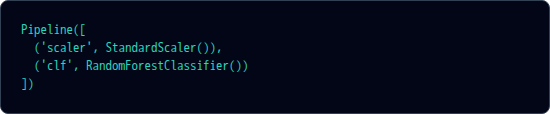 Pipeline([
  ('scaler', StandardScaler()),
  ('clf', RandomForestClassifier())
])